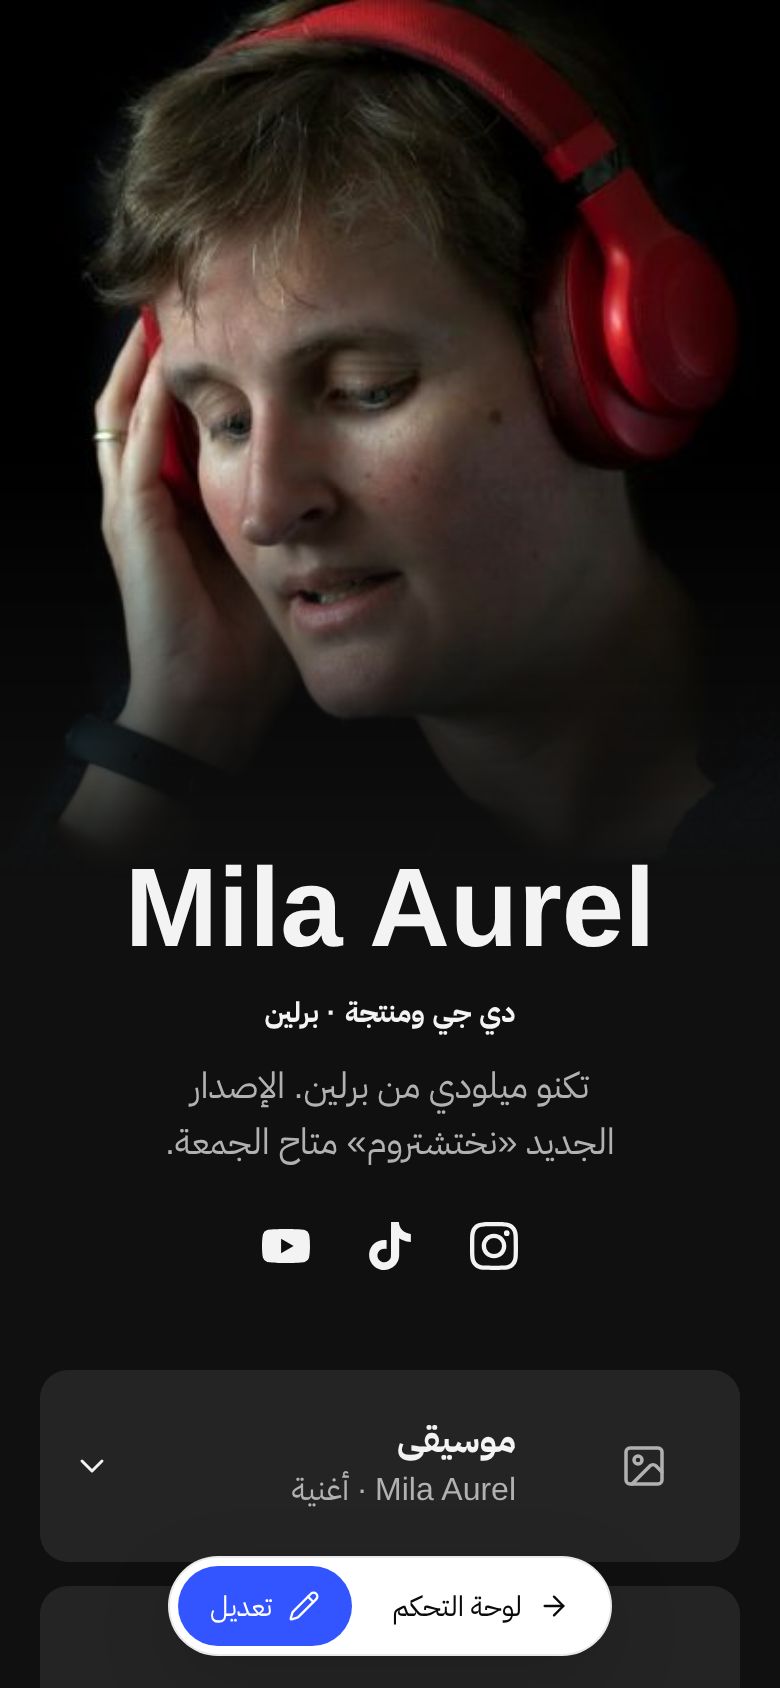 Mila Aurel
دي جي ومنتجة · برلين
تكنو ميلودي من برلين. الإصدار
الجديد «نختشتروم» متاح الجمعة.
موسيقى
Mila Aurel · أغنية
لوحة التحكم
تعديل